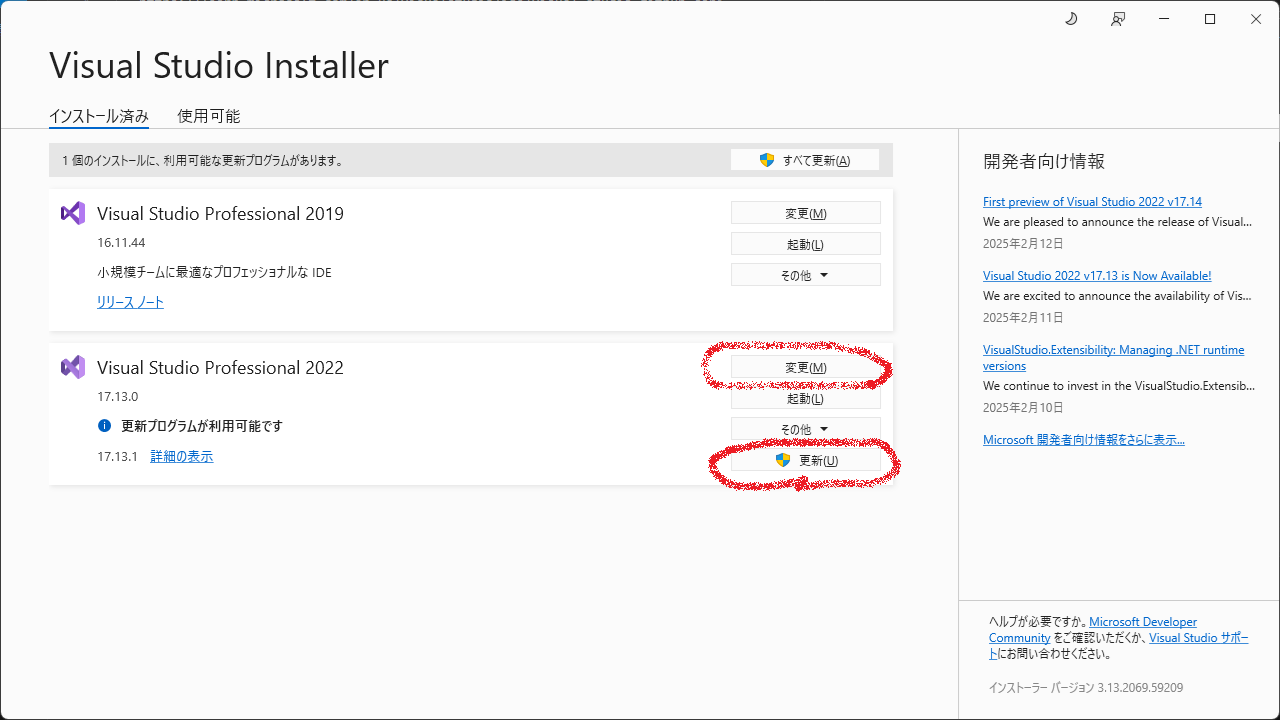 Visual Studio Installer
インストール済み 使用可能
1 個のインストールに、利用可能な更新プログラムがあります。
すべて更新(A)
Visual Studio Professional 2019
16.11.44
小規模チームに最適なプロフェッショナルな IDE
リリース ノート
変更(M)
起動(L)
その他
Visual Studio Professional 2022
17.13.0
更新プログラムが利用可能です
17.13.1 詳細の表示
変更(M)
起動(L)
その他
更新(U)
開発者向け情報
First preview of Visual Studio 2022 v17.14
We are pleased to announce the release of Visual...
2025年2月12日
Visual Studio 2022 v17.13 is Now Available!
We are excited to announce the availability of Vis...
2025年2月11日
VisualStudio.Extensibility: Managing .NET runtime
versions
We continue to invest in the VisualStudio.Extensib...
2025年2月10日
Microsoft 開発者向け情報をさらに表示...
ヘルプが必要ですか。Microsoft Developer
Community をご確認いただくか、Visual Studio サポー
トにお問い合わせください。
インストーラー バージョン 3.13.2069.59209